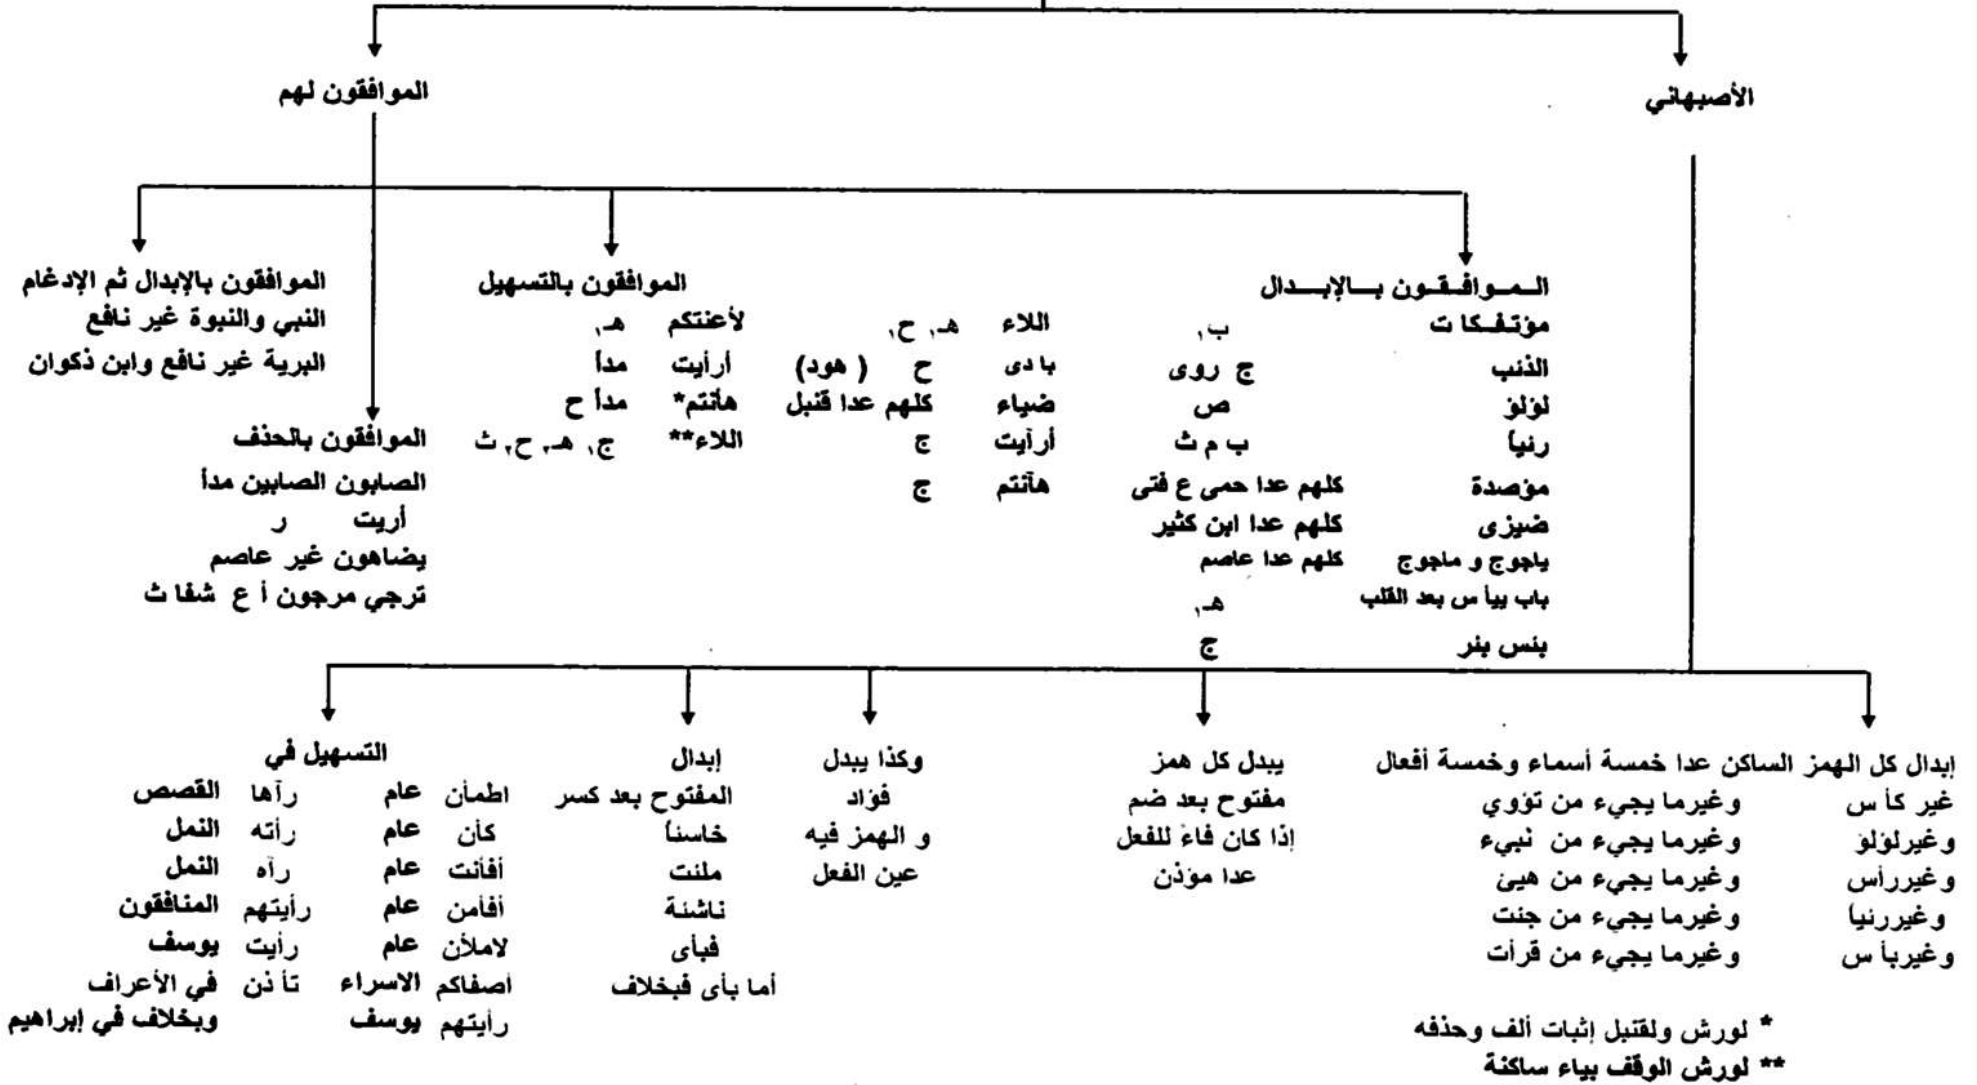 الأصبهاني
الموافقون لهم
الموافقون بالإبدال
مؤتفكات ب,
الذئب ج روى
لؤلؤ ص
رئياً ب م ث
مؤصدة كلهم عدا حمى ع فتى
ضيزى كلهم عدا ابن كثير
ياجوج و ماجوج كلهم عدا عاصم
باب ييأس بعد القلب هـ,
بئس بئر ج
اللاء هـ, ح,
بادى ح (هود)
ضياء كلهم عدا قنبل
أرآيت ج
هآنتم ج
الموافقون بالتسهيل
لأعنتكم هـ,
أرأيت مدأ
هأنتم* مدأ ح
اللاء** ج, هـ, ح, ث
الموافقون بالحذف
الصابون الصابين مدأ
أريت ر
يضاهون غير عاصم
ترجي مرجون أ ع شفا ث
الموافقون بالإبدال ثم الإدغام
النبي والنبوة غير نافع
البرية غير نافع وابن ذكوان
إبدال كل الهمز الساكن عدا خمسة أسماء وخمسة أفعال
غير كأس وغيرما يجيء من تؤوي
وغيرلؤلؤ وغيرما يجيء من نبيء
وغيررأس وغيرما يجيء من هيئ
وغيررئيا وغيرما يجيء من جئت
وغيربأس وغيرما يجيء من قرأت
يبدل كل همز
مفتوح بعد ضم
إذا كان فاءً للفعل
عدا مؤذن
وكذا يبدل
فؤاد
و الهمز فيه
عين الفعل
إبدال
المفتوح بعد كسر
خاسئاً
ملئت
ناشئة
فبأى
أما بأى فبخلاف
التسهيل في
اطمأن عام رآها القصص
كأن عام رأته النمل
أفأنت عام رآه النمل
أفأمن عام رأيتهم المنافقون
لاملأن عام رأيت يوسف
أصفاكم الاسراء تأذن في الأعراف
رأيتهم يوسف وبخلاف في إبراهيم
* لورش ولقنبل إثبات ألف وحذفه
** لورش الوقف بياء ساكنة